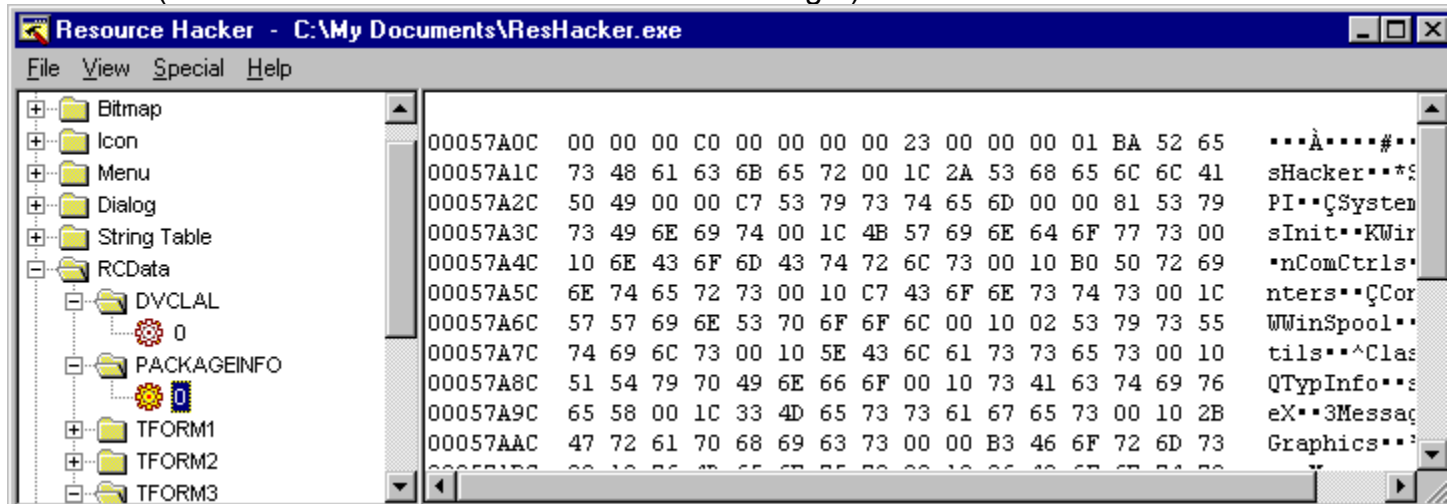 Resource Hacker - C:\My Documents\ResHacker.exe
File View Special Help
Bitmap
Icon
Menu
Dialog
String Table
RCData
DVCLAL
0
PACKAGEINFO
0
TFORM1
TFORM2
TFORM3
00057A0C 00 00 00 C0 00 00 00 00 23 00 00 00 01 BA 52 65 ▪▪▪À▪▪▪▪#▪▪
00057A1C 73 48 61 63 6B 65 72 00 1C 2A 53 68 65 6C 6C 41 sHacker▪▪*S
00057A2C 50 49 00 00 C7 53 79 73 74 65 6D 00 00 81 53 79 PI▪▪ÇSystem
00057A3C 73 49 6E 69 74 00 1C 4B 57 69 6E 64 6F 77 73 00 sInit▪▪KWin
00057A4C 10 6E 43 6F 6D 43 74 72 6C 73 00 10 B0 50 72 69 ▪nComCtrls▪
00057A5C 6E 74 65 72 73 00 10 C7 43 6F 6E 73 74 73 00 1C nters▪▪ÇCon
00057A6C 57 57 69 6E 53 70 6F 6F 6C 00 10 02 53 79 73 55 WWinSpool▪▪
00057A7C 74 69 6C 73 00 10 5E 43 6C 61 73 73 65 73 00 10 tils▪▪^Clas
00057A8C 51 54 79 70 49 6E 66 6F 00 10 73 41 63 74 69 76 QTypInfo▪▪s
00057A9C 65 58 00 1C 33 4D 65 73 73 61 67 65 73 00 10 2B eX▪▪3Messag
00057AAC 47 72 61 70 68 69 63 73 00 00 B3 46 6F 72 6D 73 Graphics▪▪³